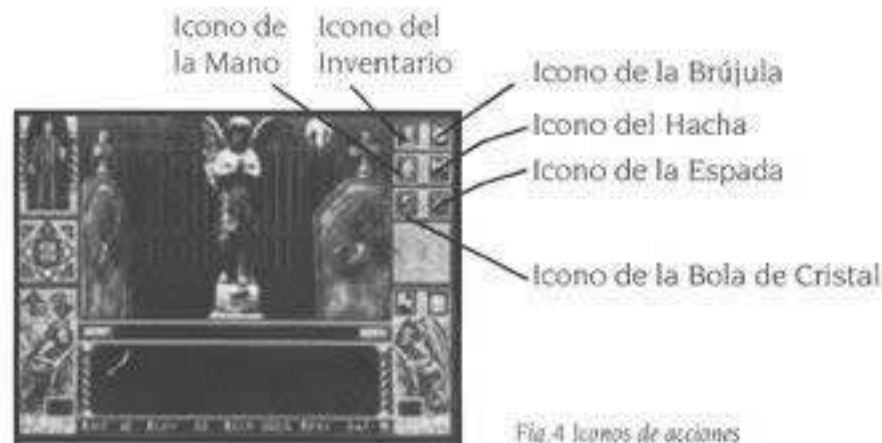 Icono de
la Mano
Icono del
Inventario
Icono de la Brújula
Icono del Hacha
Icono de la Espada
Icono de la Bola de Cristal
Fig.4 Iconos de acciones